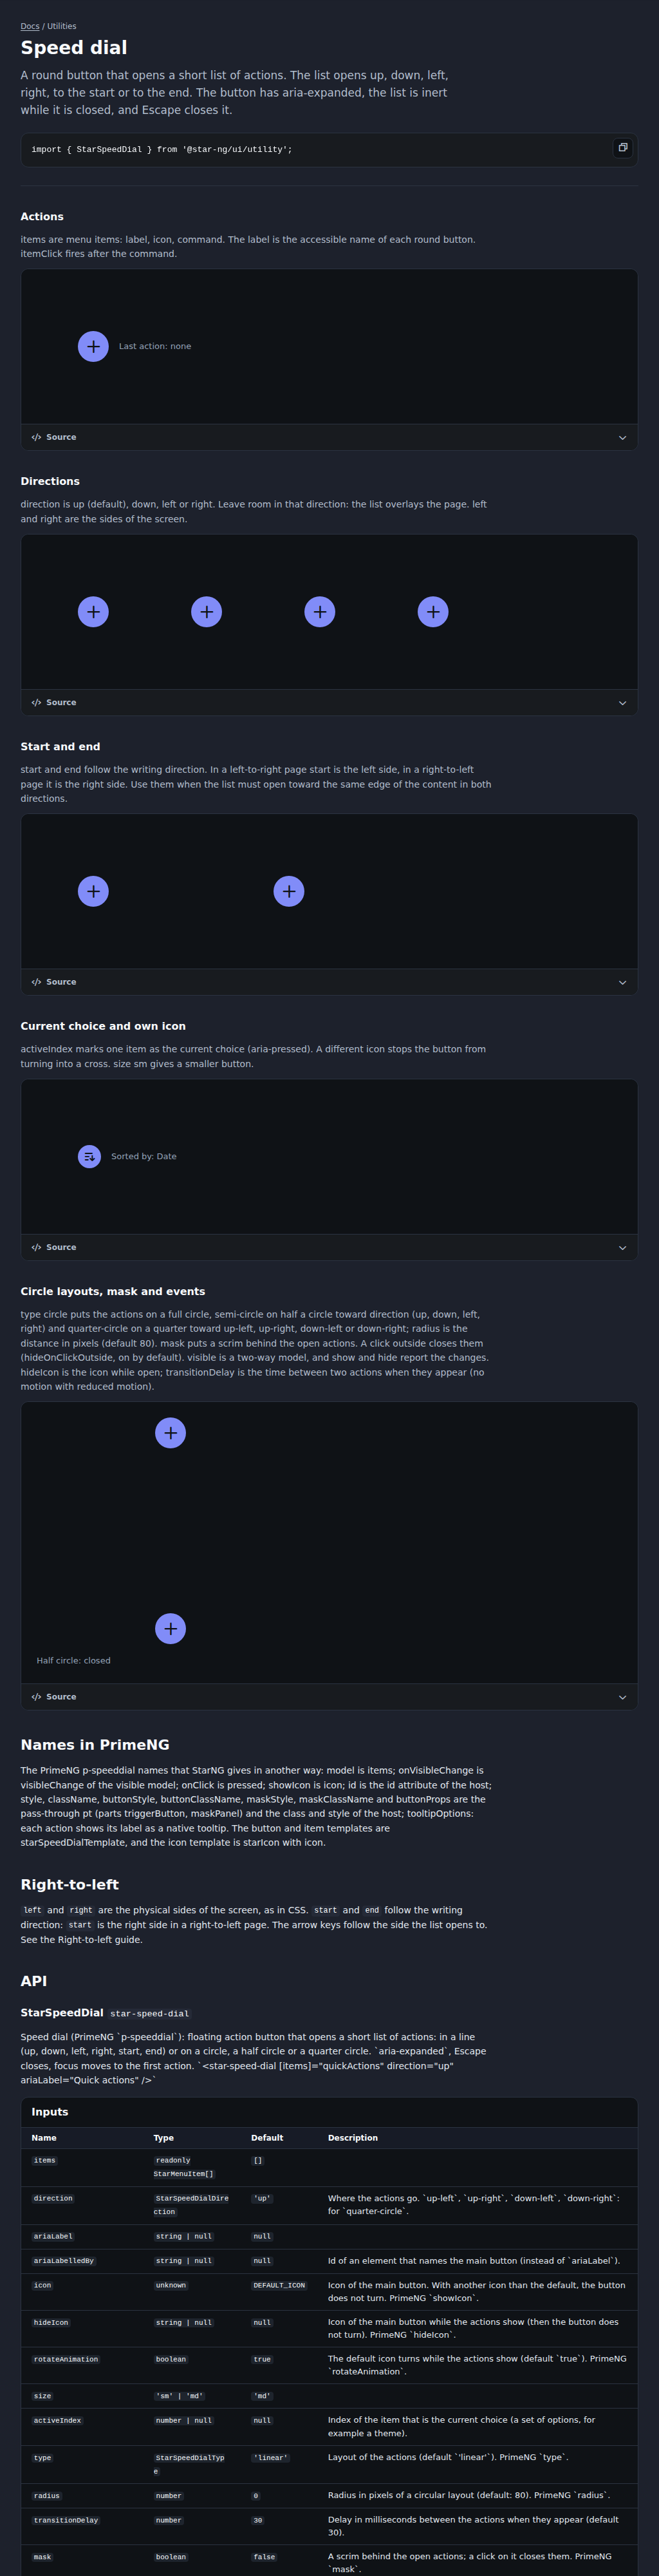 Docs / Utilities
Speed dial
A round button that opens a short list of actions. The list opens up, down, left,
right, to the start or to the end. The button has aria-expanded, the list is inert
while it is closed, and Escape closes it.
import { StarSpeedDial } from '@star-ng/ui/utility';
Actions
items are menu items: label, icon, command. The label is the accessible name of each round button.
itemClick fires after the command.
Last action: none
Source
Directions
direction is up (default), down, left or right. Leave room in that direction: the list overlays the page. left
and right are the sides of the screen.
Source
Start and end
start and end follow the writing direction. In a left-to-right page start is the left side, in a right-to-left
page it is the right side. Use them when the list must open toward the same edge of the content in both
directions.
Source
Current choice and own icon
activeIndex marks one item as the current choice (aria-pressed). A different icon stops the button from
turning into a cross. size sm gives a smaller button.
Sorted by: Date
Source
Circle layouts, mask and events
type circle puts the actions on a full circle, semi-circle on half a circle toward direction (up, down, left,
right) and quarter-circle on a quarter toward up-left, up-right, down-left or down-right; radius is the
distance in pixels (default 80). mask puts a scrim behind the open actions. A click outside closes them
(hideOnClickOutside, on by default). visible is a two-way model, and show and hide report the changes.
hideIcon is the icon while open; transitionDelay is the time between two actions when they appear (no
motion with reduced motion).
Half circle: closed
Source
Names in PrimeNG
The PrimeNG p-speeddial names that StarNG gives in another way: model is items; onVisibleChange is
visibleChange of the visible model; onClick is pressed; showIcon is icon; id is the id attribute of the host;
style, className, buttonStyle, buttonClassName, maskStyle, maskClassName and buttonProps are the
pass-through pt (parts triggerButton, maskPanel) and the class and style of the host; tooltipOptions:
each action shows its label as a native tooltip. The button and item templates are
starSpeedDialTemplate, and the icon template is starIcon with icon.
Right-to-left
left and right are the physical sides of the screen, as in CSS. start and end follow the writing
direction: start is the right side in a right-to-left page. The arrow keys follow the side the list opens to.
See the Right-to-left guide.
API
StarSpeedDial star-speed-dial
Speed dial (PrimeNG `p-speeddial`): floating action button that opens a short list of actions: in a line
(up, down, left, right, start, end) or on a circle, a half circle or a quarter circle. `aria-expanded`, Escape
closes, focus moves to the first action. `<star-speed-dial [items]="quickActions" direction="up"
ariaLabel="Quick actions" />`
Inputs
Name Type Default Description
items readonly StarMenuItem[] []
direction StarSpeedDialDire 'up' Where the actions go. `up-left`, `up-right`, `down-left`, `down-right`:
ction for `quarter-circle`.
ariaLabel string | null null
ariaLabelledBy string | null null Id of an element that names the main button (instead of `ariaLabel`).
icon unknown DEFAULT_ICON Icon of the main button. With another icon than the default, the button
does not turn. PrimeNG `showIcon`.
hideIcon string | null null Icon of the main button while the actions show (then the button does
not turn). PrimeNG `hideIcon`.
rotateAnimation boolean true The default icon turns while the actions show (default `true`). PrimeNG
`rotateAnimation`.
size 'sm' | 'md' 'md'
activeIndex number | null null Index of the item that is the current choice (a set of options, for
example a theme).
type StarSpeedDialTyp 'linear' Layout of the actions (default `'linear'`). PrimeNG `type`.
e
radius number 0 Radius in pixels of a circular layout (default: 80). PrimeNG `radius`.
transitionDelay number 30 Delay in milliseconds between the actions when they appear (default
30).
mask boolean false A scrim behind the open actions; a click on it closes them. PrimeNG
`mask`.